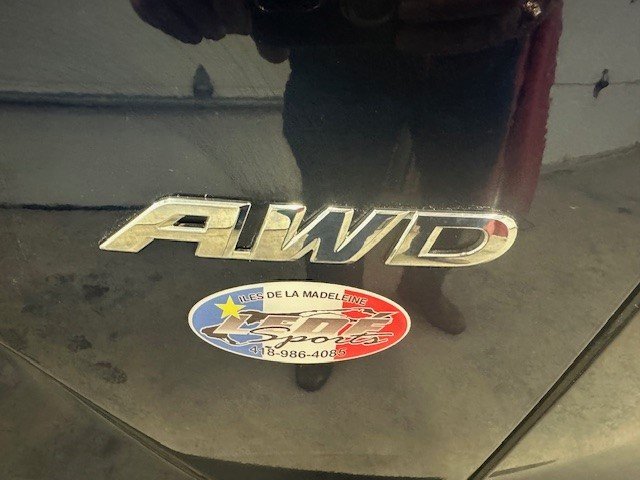 AWD
ILES DE LA MADELEINE
Sports
418-986-4085